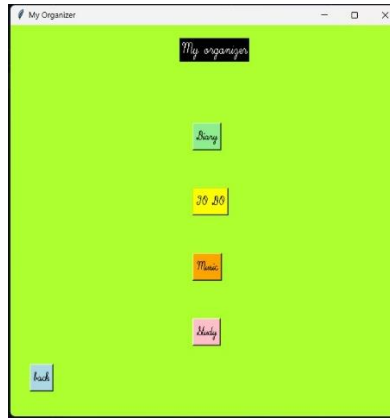 My Organizer
My organizer
Diary
TO DO
Music
Study
back